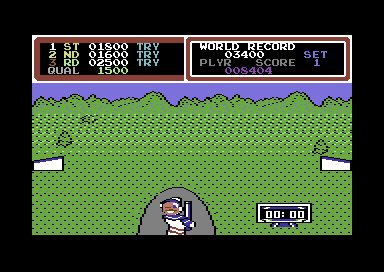 1 ST 01800 TRY
2 ND 01600 TRY
3 RD 02500 TRY
QUAL 1500
WORLD RECORD
03400 SET
PLYR SCORE 1
008404
00:00